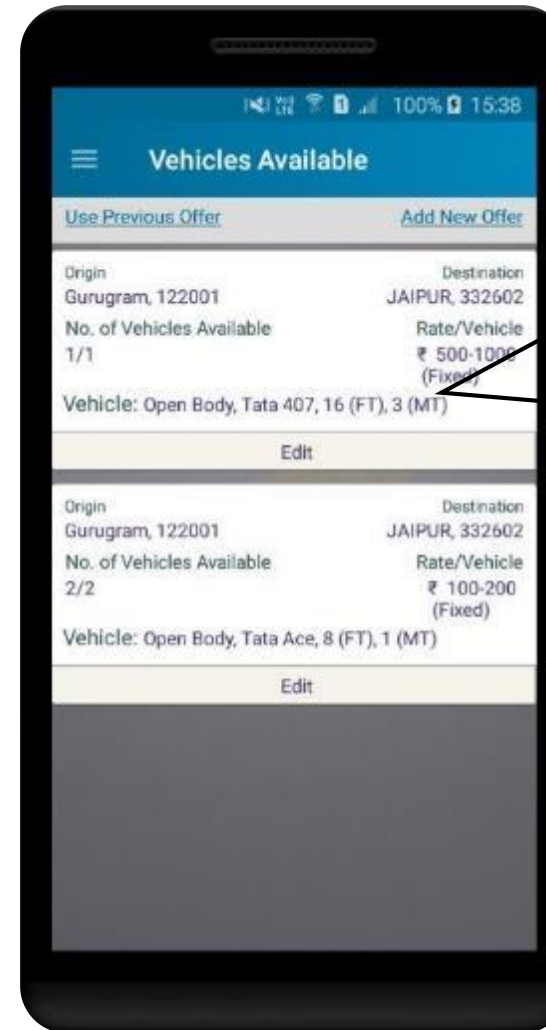 100% 15:38
Vehicles Available
Use Previous Offer Add New Offer
Origin Destination
Gurugram, 122001 JAIPUR, 332602
No. of Vehicles Available Rate/Vehicle
1/1 ₹ 500-1000
(Fixed)
Vehicle: Open Body, Tata 407, 16 (FT), 3 (MT)
Edit
Origin Destination
Gurugram, 122001 JAIPUR, 332602
No. of Vehicles Available Rate/Vehicle
2/2 ₹ 100-200
(Fixed)
Vehicle: Open Body, Tata Ace, 8 (FT), 1 (MT)
Edit